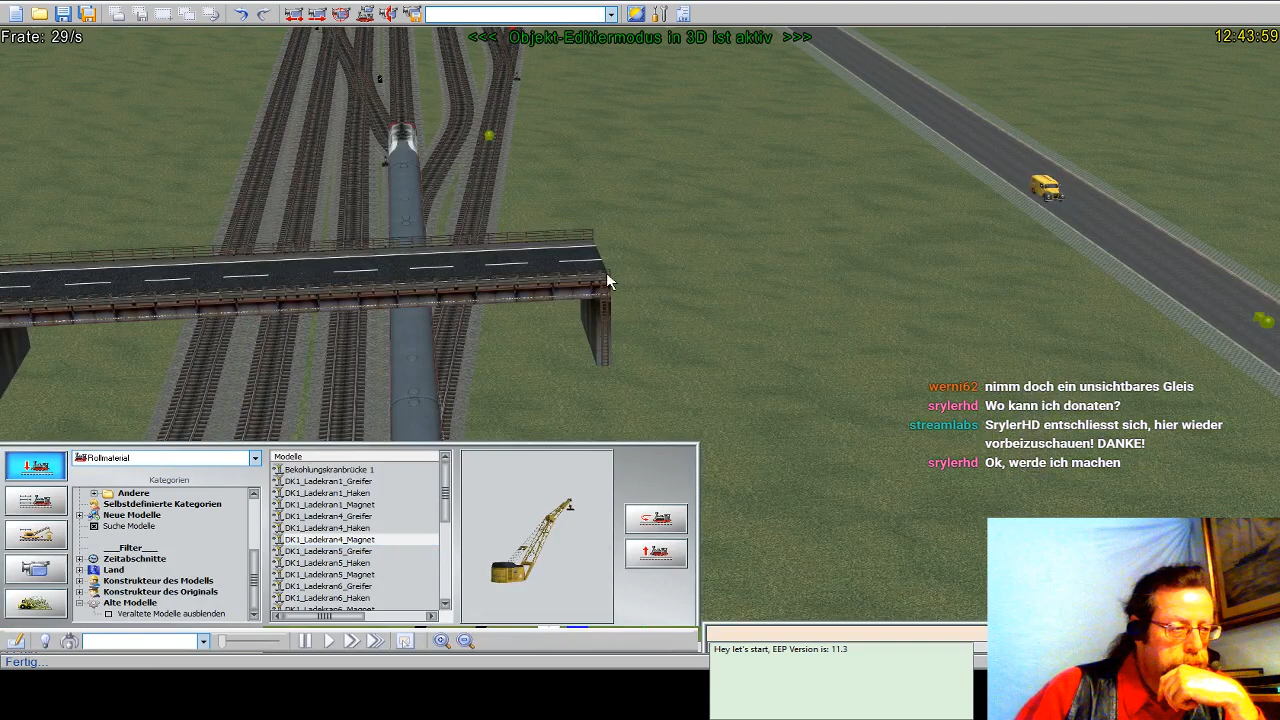 Frate: 29/s
<<< Objekt-Editiermodus in 3D ist aktiv >>>
12:43:59
werni62 nimm doch ein unsichtbares Gleis
srylerhd Wo kann ich donaten?
streamlabs SrylerHD entschliesst sich, hier wieder
vorbeizuschauen! DANKE!
srylerhd Ok, werde ich machen
Rollmaterial
Kategorien
Andere
Selbstdefinierte Kategorien
Neue Modelle
Suche Modelle
___Filter___
Zeitabschnitte
Land
Konstrukteur des Modells
Konstrukteur des Originals
Alte Modelle
Veraltete Modelle ausblenden
Modelle
Bekohlungskranbrücke 1
DK1_Ladekran1_Greifer
DK1_Ladekran1_Haken
DK1_Ladekran1_Magnet
DK1_Ladekran4_Greifer
DK1_Ladekran4_Haken
DK1_Ladekran4_Magnet
DK1_Ladekran5_Greifer
DK1_Ladekran5_Haken
DK1_Ladekran5_Magnet
DK1_Ladekran6_Greifer
DK1_Ladekran6_Haken
DK1_Ladekran6_Magnet
Fertig...
Hey let's start, EEP Version is: 11.3